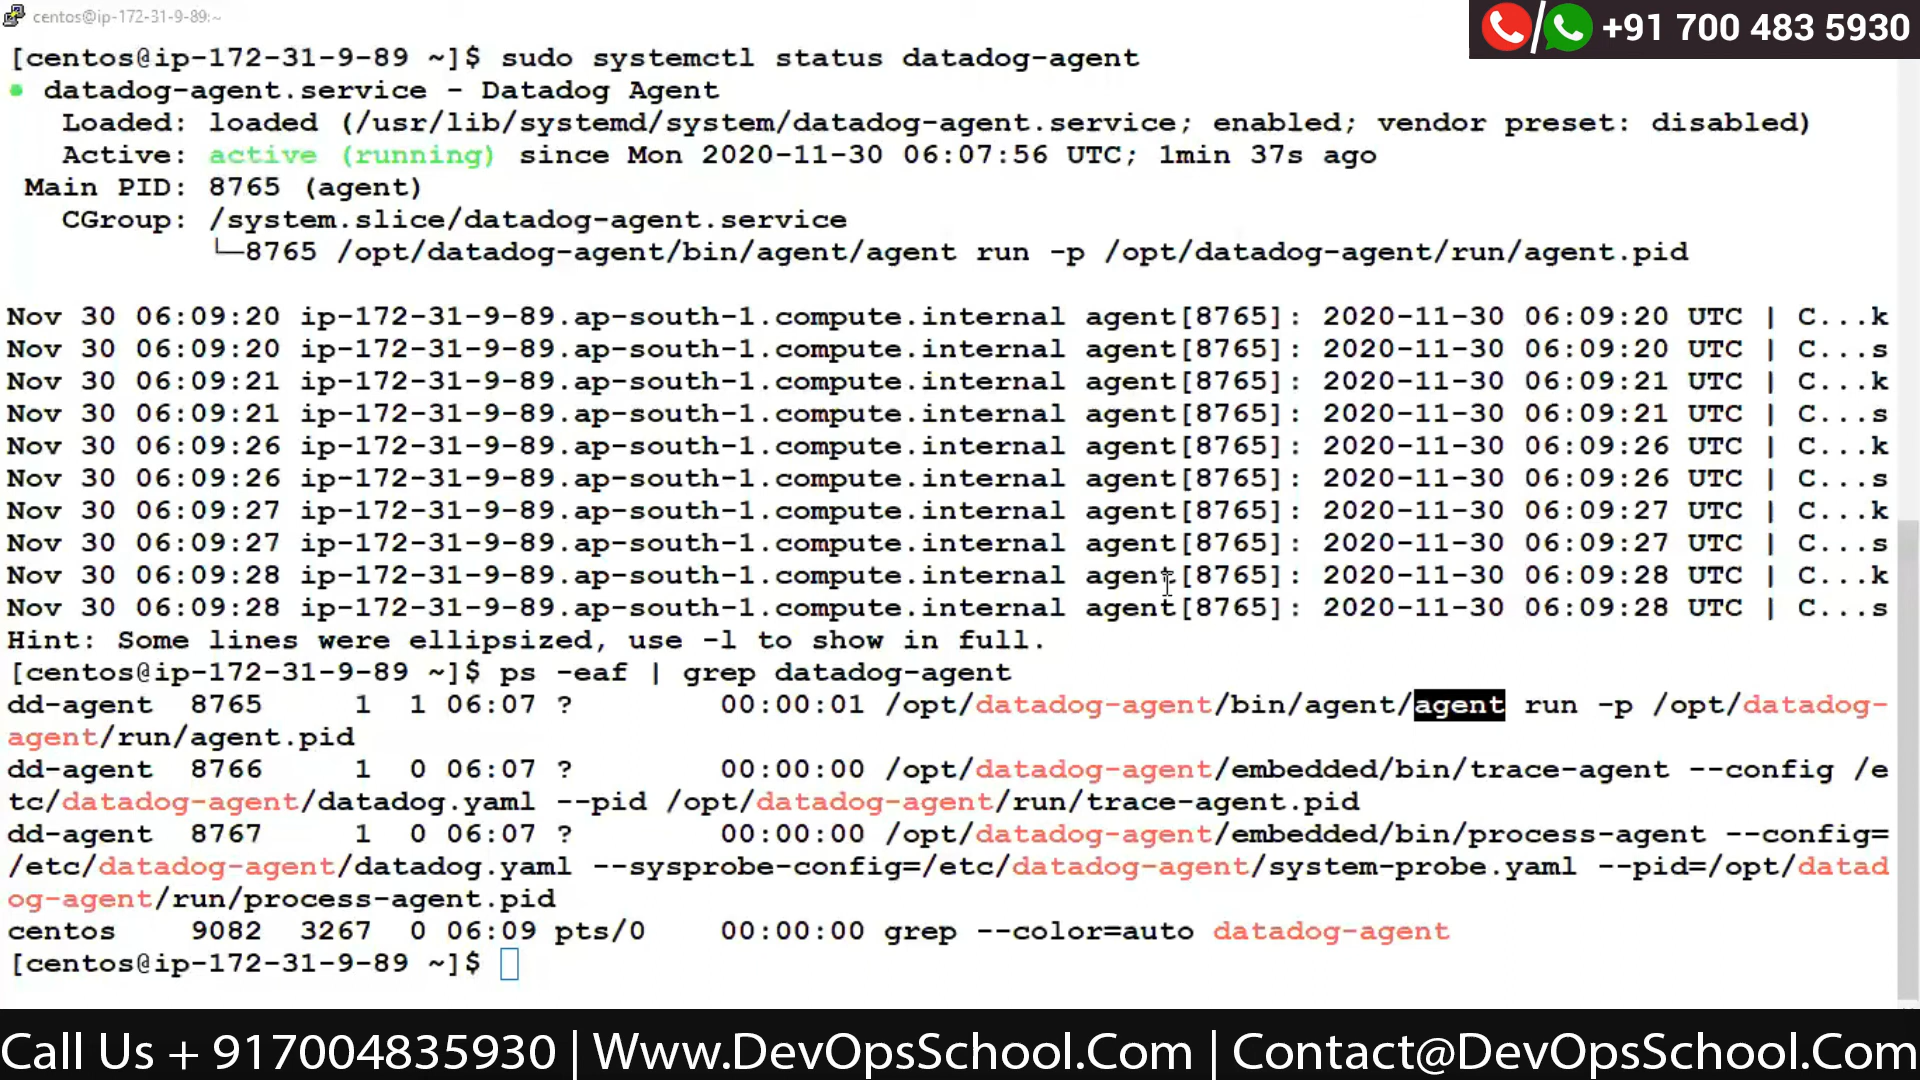 centos@ip-172-31-9-89:~
+91 700 483 5930
[centos@ip-172-31-9-89 ~]$ sudo systemctl status datadog-agent
● datadog-agent.service - Datadog Agent
Loaded: loaded (/usr/lib/systemd/system/datadog-agent.service; enabled; vendor preset: disabled)
Active: active (running) since Mon 2020-11-30 06:07:56 UTC; 1min 37s ago
Main PID: 8765 (agent)
CGroup: /system.slice/datadog-agent.service
└─8765 /opt/datadog-agent/bin/agent/agent run -p /opt/datadog-agent/run/agent.pid
Nov 30 06:09:20 ip-172-31-9-89.ap-south-1.compute.internal agent[8765]: 2020-11-30 06:09:20 UTC | C...k
Nov 30 06:09:20 ip-172-31-9-89.ap-south-1.compute.internal agent[8765]: 2020-11-30 06:09:20 UTC | C...s
Nov 30 06:09:21 ip-172-31-9-89.ap-south-1.compute.internal agent[8765]: 2020-11-30 06:09:21 UTC | C...k
Nov 30 06:09:21 ip-172-31-9-89.ap-south-1.compute.internal agent[8765]: 2020-11-30 06:09:21 UTC | C...s
Nov 30 06:09:26 ip-172-31-9-89.ap-south-1.compute.internal agent[8765]: 2020-11-30 06:09:26 UTC | C...k
Nov 30 06:09:26 ip-172-31-9-89.ap-south-1.compute.internal agent[8765]: 2020-11-30 06:09:26 UTC | C...s
Nov 30 06:09:27 ip-172-31-9-89.ap-south-1.compute.internal agent[8765]: 2020-11-30 06:09:27 UTC | C...k
Nov 30 06:09:27 ip-172-31-9-89.ap-south-1.compute.internal agent[8765]: 2020-11-30 06:09:27 UTC | C...s
Nov 30 06:09:28 ip-172-31-9-89.ap-south-1.compute.internal agent[8765]: 2020-11-30 06:09:28 UTC | C...k
Nov 30 06:09:28 ip-172-31-9-89.ap-south-1.compute.internal agent[8765]: 2020-11-30 06:09:28 UTC | C...s
Hint: Some lines were ellipsized, use -l to show in full.
[centos@ip-172-31-9-89 ~]$ ps -eaf | grep datadog-agent
dd-agent 8765 1 1 06:07 ? 00:00:01 /opt/datadog-agent/bin/agent/agent run -p /opt/datadog-
agent/run/agent.pid
dd-agent 8766 1 0 06:07 ? 00:00:00 /opt/datadog-agent/embedded/bin/trace-agent --config /e
tc/datadog-agent/datadog.yaml --pid /opt/datadog-agent/run/trace-agent.pid
dd-agent 8767 1 0 06:07 ? 00:00:00 /opt/datadog-agent/embedded/bin/process-agent --config=
/etc/datadog-agent/datadog.yaml --sysprobe-config=/etc/datadog-agent/system-probe.yaml --pid=/opt/datad
og-agent/run/process-agent.pid
centos 9082 3267 0 06:09 pts/0 00:00:00 grep --color=auto datadog-agent
[centos@ip-172-31-9-89 ~]$
Call Us + 917004835930 | Www.DevOpsSchool.Com | Contact@DevOpsSchool.Com